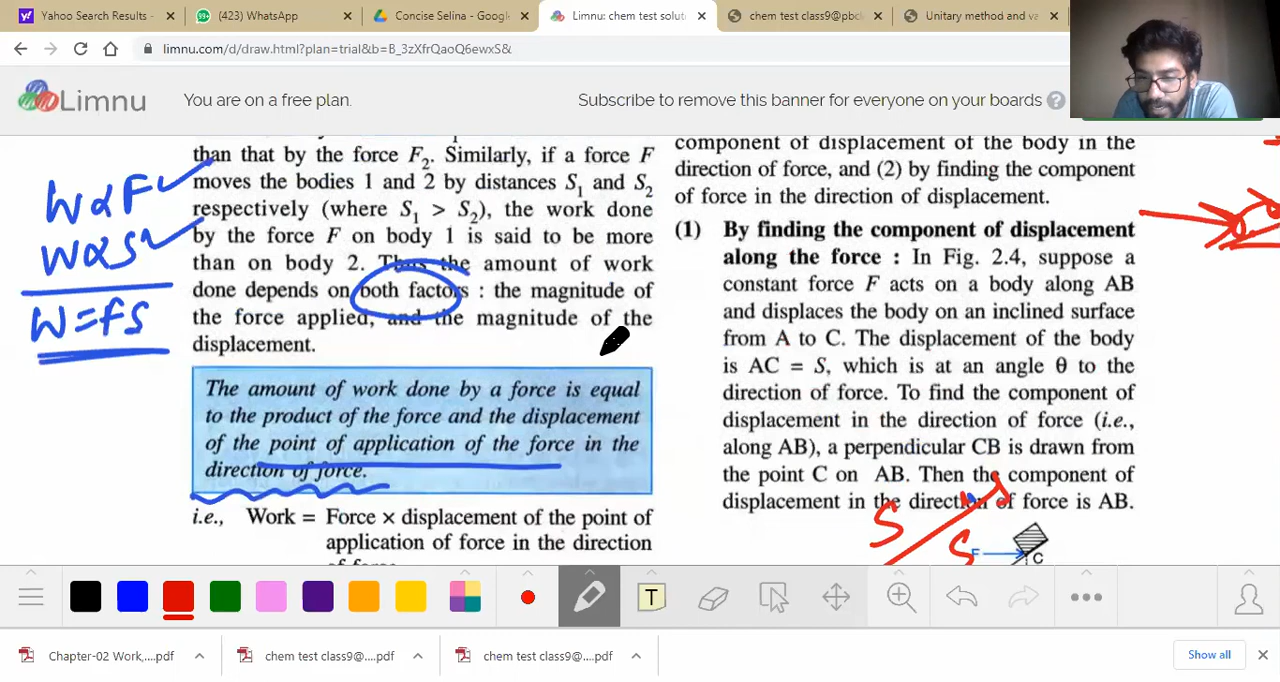 Yahoo Search Results -
(423) WhatsApp
Concise Selina - Google
Limnu: chem test soluti
chem test class9@pbcl
Unitary method and va
limnu.com/d/draw.html?plan=trial&b=B_3zXfrQaoQ6ewxS&
Limnu
You are on a free plan.
Subscribe to remove this banner for everyone on your boards
W∝F
W∝S
W=FS
than that by the force F2. Similarly, if a force F
moves the bodies 1 and 2 by distances S1 and S2
respectively (where S1 > S2), the work done
by the force F on body 1 is said to be more
than on body 2. Thus the amount of work
done depends on both factors : the magnitude of
the force applied, and the magnitude of the
displacement.
The amount of work done by a force is equal
to the product of the force and the displacement
of the point of application of the force in the
direction of force.
i.e., Work = Force × displacement of the point of
application of force in the direction
of force
component of displacement of the body in the
direction of force, and (2) by finding the component
of force in the direction of displacement.
(1) By finding the component of displacement
along the force : In Fig. 2.4, suppose a
constant force F acts on a body along AB
and displaces the body on an inclined surface
from A to C. The displacement of the body
is AC = S, which is at an angle θ to the
direction of force. To find the component of
displacement in the direction of force (i.e.,
along AB), a perpendicular CB is drawn from
the point C on AB. Then the component of
displacement in the direction of force is AB.
S
S
F
C
T
Chapter-02 Work,....pdf
chem test class9@....pdf
chem test class9@....pdf
Show all